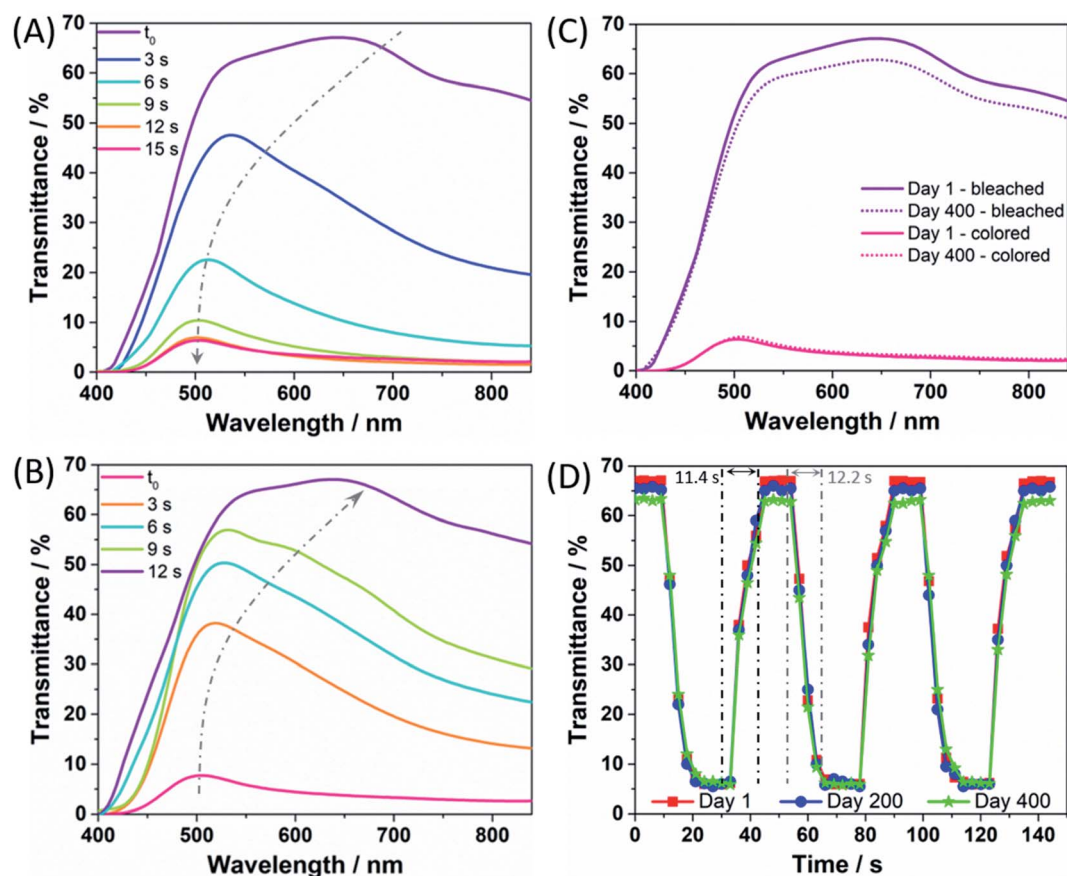 (A)
70
60
50
40
30
20
10
0
Transmittance / %
t0
3 s
6 s
9 s
12 s
15 s
400 500 600 700 800
Wavelength / nm
(C)
70
60
50
40
30
20
10
0
Transmittance / %
Day 1 - bleached
Day 400 - bleached
Day 1 - colored
Day 400 - colored
400 500 600 700 800
Wavelength / nm
(B)
70
60
50
40
30
20
10
0
Transmittance / %
t0
3 s
6 s
9 s
12 s
400 500 600 700 800
Wavelength / nm
(D)
70
60
50
40
30
20
10
0
Transmittance / %
11.4 s 12.2 s
Day 1 Day 200 Day 400
0 20 40 60 80 100 120 140
Time / s